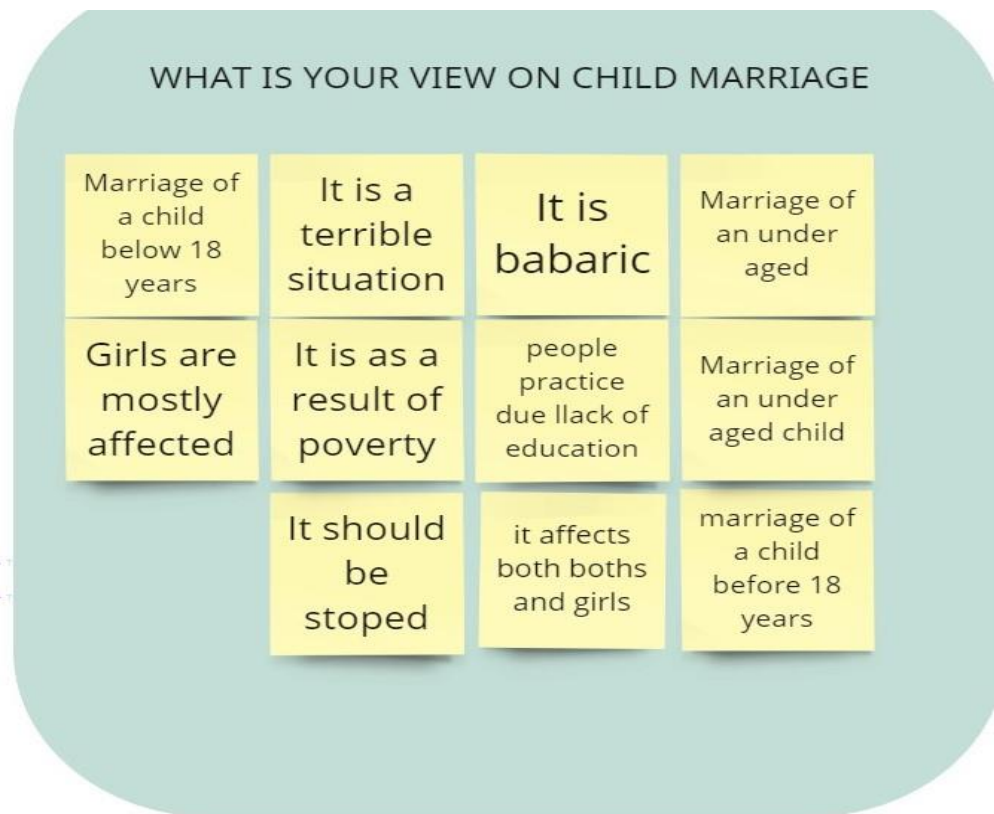 WHAT IS YOUR VIEW ON CHILD MARRIAGE
Marriage of
a child
below 18
years
It is a
terrible
situation
It is
babaric
Marriage of
an under
aged
Girls are
mostly
affected
It is as a
result of
poverty
people
practice
due llack of
education
Marriage of
an under
aged child
It should
be
stoped
it affects
both boths
and girls
marriage of
a child
before 18
years